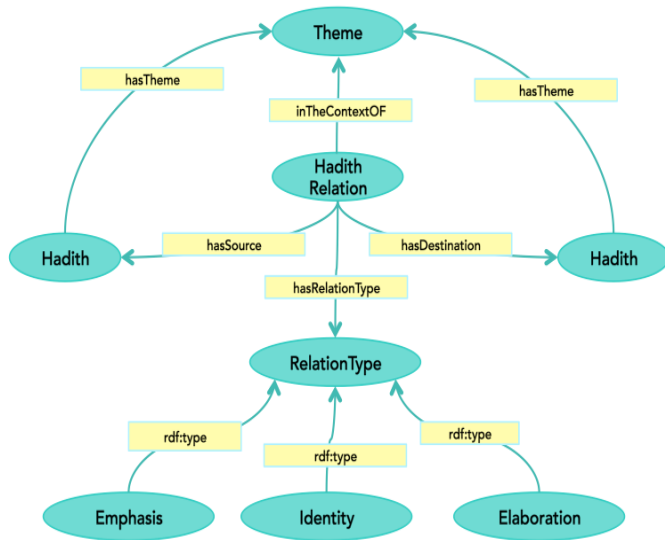 Theme
hasTheme
hasTheme
inTheContextOF
Hadith
Relation
Hadith
hasSource
hasDestination
Hadith
hasRelationType
RelationType
rdf:type
rdf:type
rdf:type
Emphasis
Identity
Elaboration